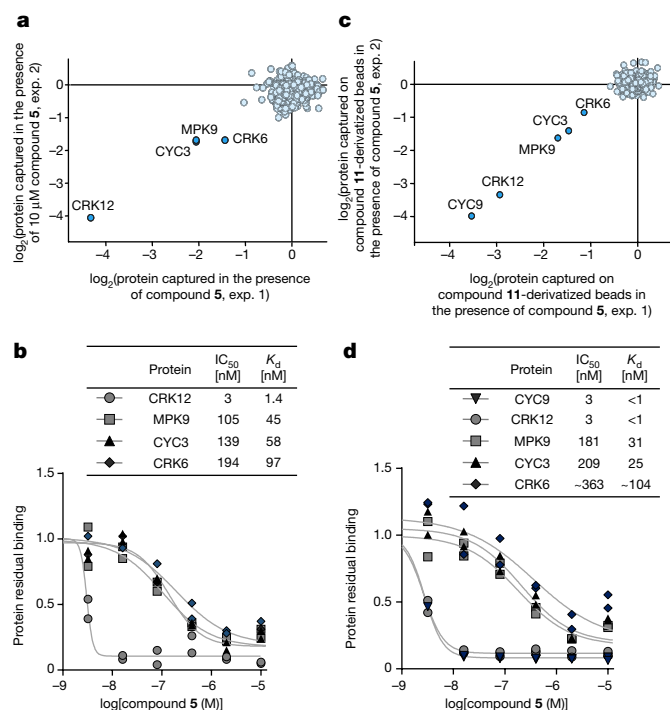 a
log2(protein captured in the presence
of 10 μM compound 5, exp. 2)
0
−1
−2
−3
−4
MPK9
CYC3
CRK6
CRK12
−4
−3
−2
−1
0
log2(protein captured in the presence
of compound 5, exp. 1)
c
log2(protein captured on
compound 11-derivatized beads in
the presence of compound 5, exp. 2)
0
−1
−2
−3
−4
CRK6
CYC3
MPK9
CRK12
CYC9
−4
−3
−2
−1
0
log2(protein captured on
compound 11-derivatized beads in
the presence of compound 5, exp. 1)
b
Protein IC50 [nM] Kd [nM]
CRK12 3 1.4
MPK9 105 45
CYC3 139 58
CRK6 194 97
Protein residual binding
1.5
1.0
0.5
0
−9
−8
−7
−6
−5
log[compound 5 (M)]
d
Protein IC50 [nM] Kd [nM]
CYC9 3 <1
CRK12 3 <1
MPK9 181 31
CYC3 209 25
CRK6 ~363 ~104
Protein residual binding
1.5
1.0
0.5
0
−9
−8
−7
−6
−5
log[compound 5 (M)]